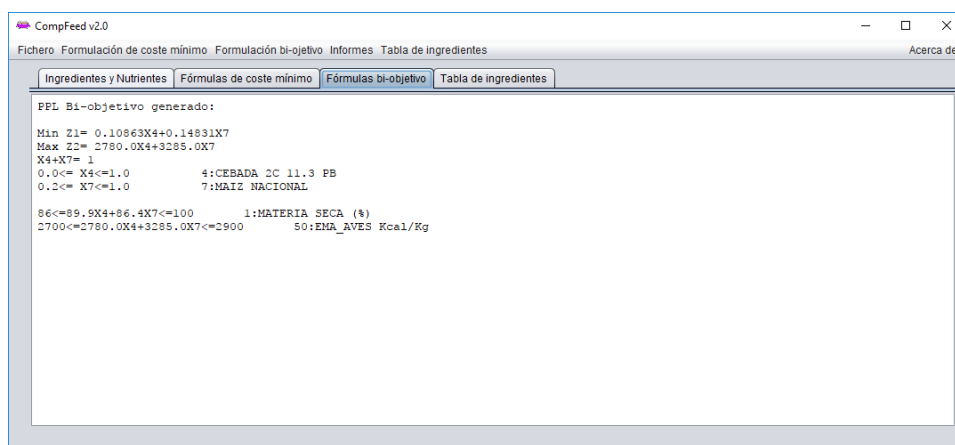 CompFeed v2.0
Fichero Formulación de coste mínimo Formulación bi-ojetivo Informes Tabla de ingredientes Acerca de
Ingredientes y Nutrientes Fórmulas de coste mínimo Fórmulas bi-objetivo Tabla de ingredientes
PPL Bi-objetivo generado:
Min Z1= 0.10863X4+0.14831X7
Max Z2= 2780.0X4+3285.0X7
X4+X7= 1
0.0<= X4<=1.0 4:CEBADA 2C 11.3 PB
0.2<= X7<=1.0 7:MAIZ NACIONAL
86<=89.9X4+86.4X7<=100 1:MATERIA SECA (%)
2700<=2780.0X4+3285.0X7<=2900 50:EMA_AVES Kcal/Kg